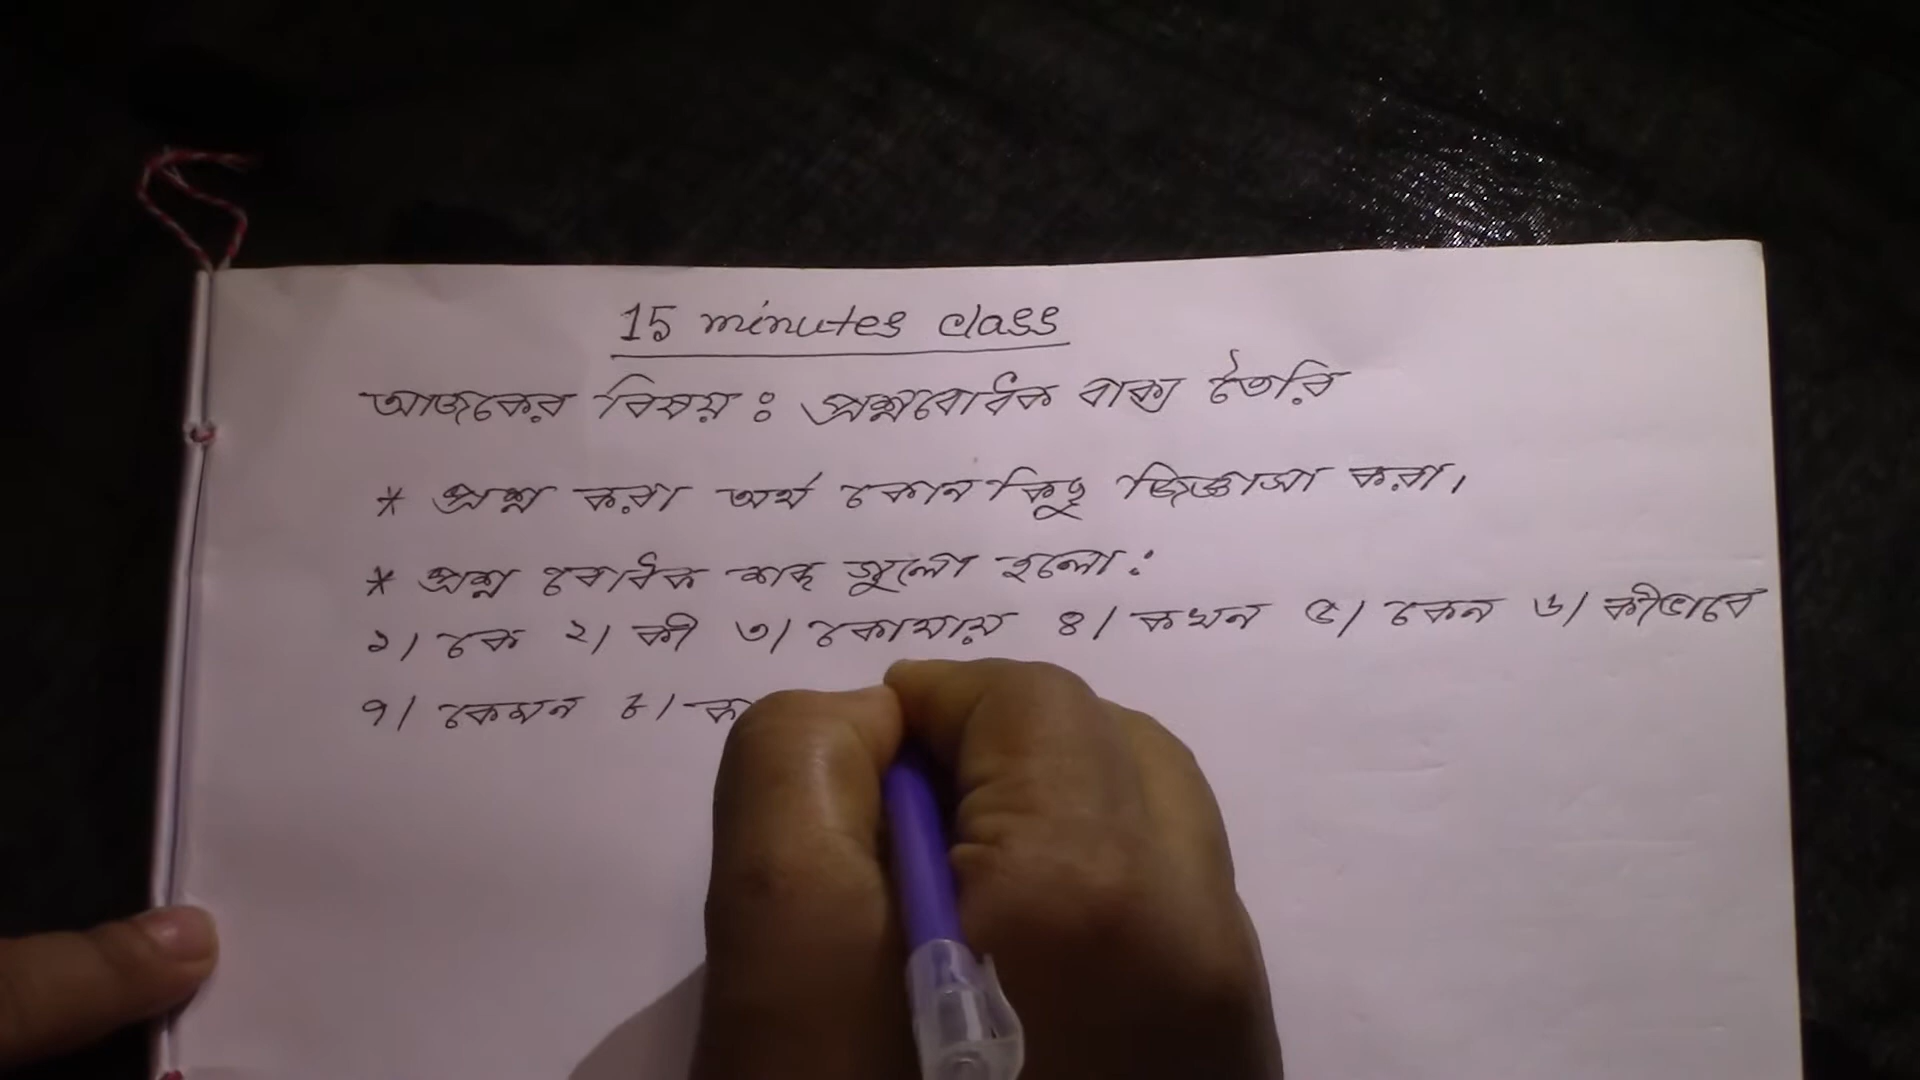 15 minutes class
আজকের বিষয় : প্রশ্নবোধক বাক্য তৈরি
* প্রশ্ন করা অর্থ কোন কিছু জিজ্ঞাসা করা।
* প্রশ্ন বোধক শব্দ গুলো হলো :
১/ কে ২/ কী ৩/ কোথায় ৪/ কখন ৫/ কেন ৬/ কীভাবে
৭/ কেমন ৮/